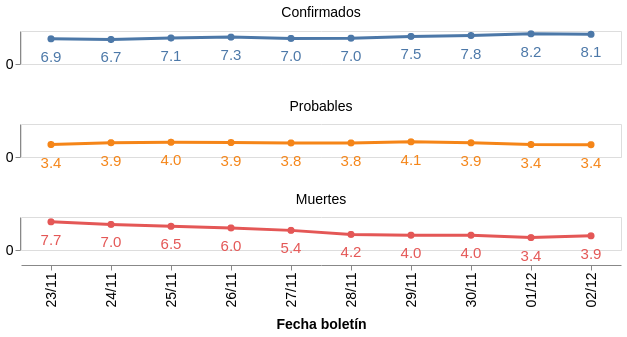 Confirmados
0
6.9 6.7 7.1 7.3 7.0 7.0 7.5 7.8 8.2 8.1
Probables
0
3.4 3.9 4.0 3.9 3.8 3.8 4.1 3.9 3.4 3.4
Muertes
0
7.7 7.0 6.5 6.0 5.4 4.2 4.0 4.0 3.4 3.9
23/11 24/11 25/11 26/11 27/11 28/11 29/11 30/11 01/12 02/12
Fecha boletín